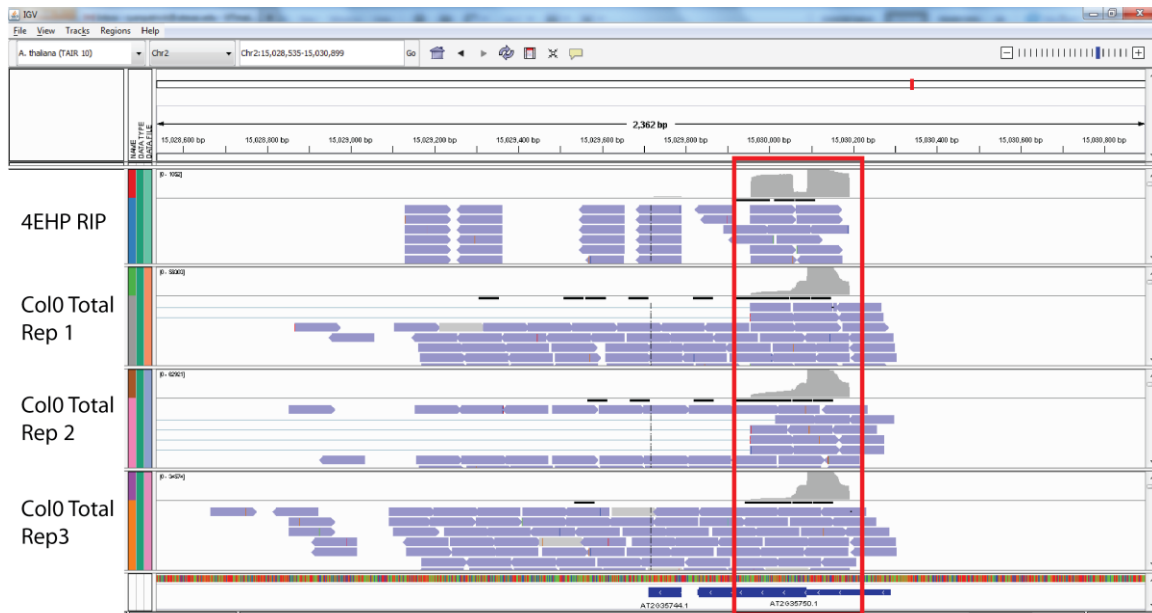 IGV
File View Tracks Regions Help
A. thaliana (TAIR 10) Chr2 Chr2:15,028,535-15,030,899 Go
2,362 bp
15,028,600 bp 15,028,800 bp 15,029,000 bp 15,029,200 bp 15,029,400 bp 15,029,600 bp 15,029,800 bp 15,030,000 bp 15,030,200 bp 15,030,400 bp 15,030,600 bp 15,030,800 bp
NAME
DATA TYPE
DATA FILE
4EHP RIP
Col0 Total
Rep 1
Col0 Total
Rep 2
Col0 Total
Rep3
AT2G35744.1 AT2G35750.1